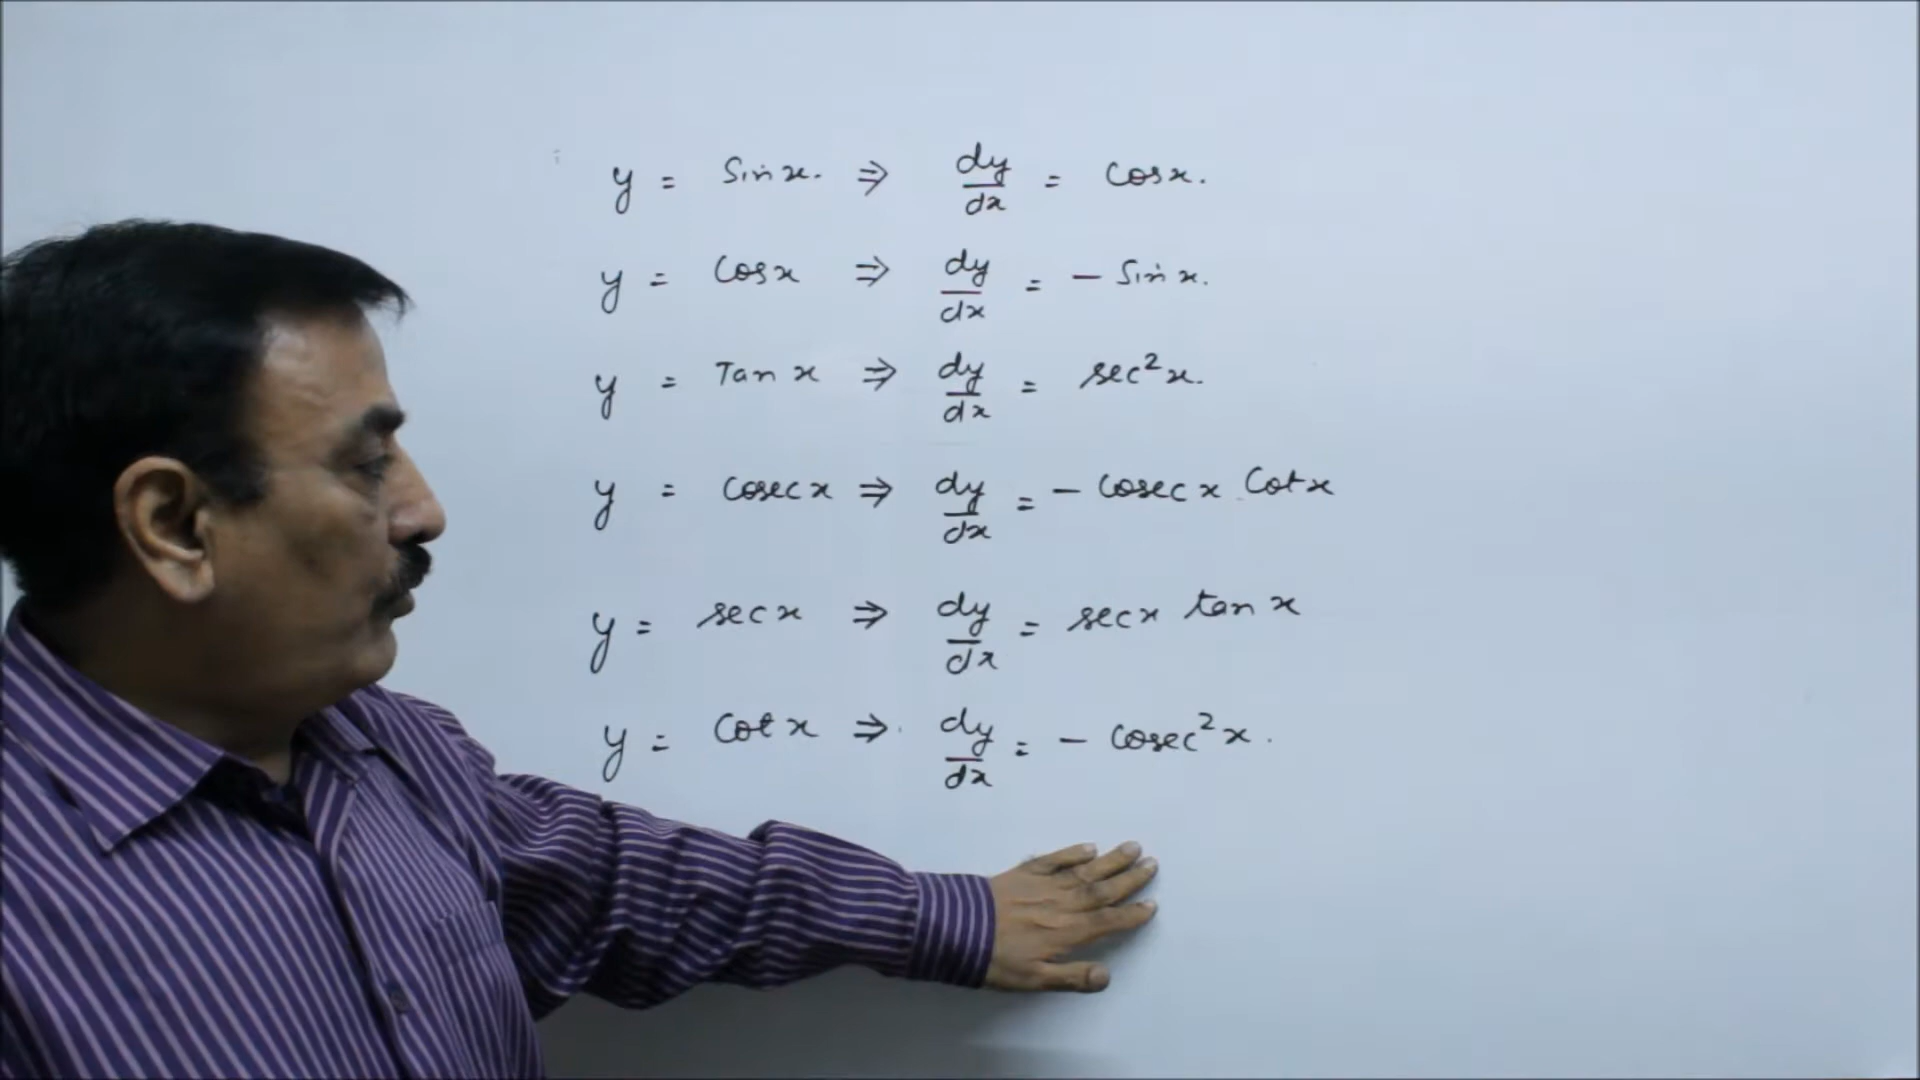 y = Sin x. ⇒ dy/dx = Cos x.
y = Cos x ⇒ dy/dx = - Sin x.
y = Tan x ⇒ dy/dx = sec²x.
y = Cosec x ⇒ dy/dx = - Cosec x Cot x
y = sec x ⇒ dy/dx = sec x tan x
y = Cot x ⇒ dy/dx = - Cosec²x.